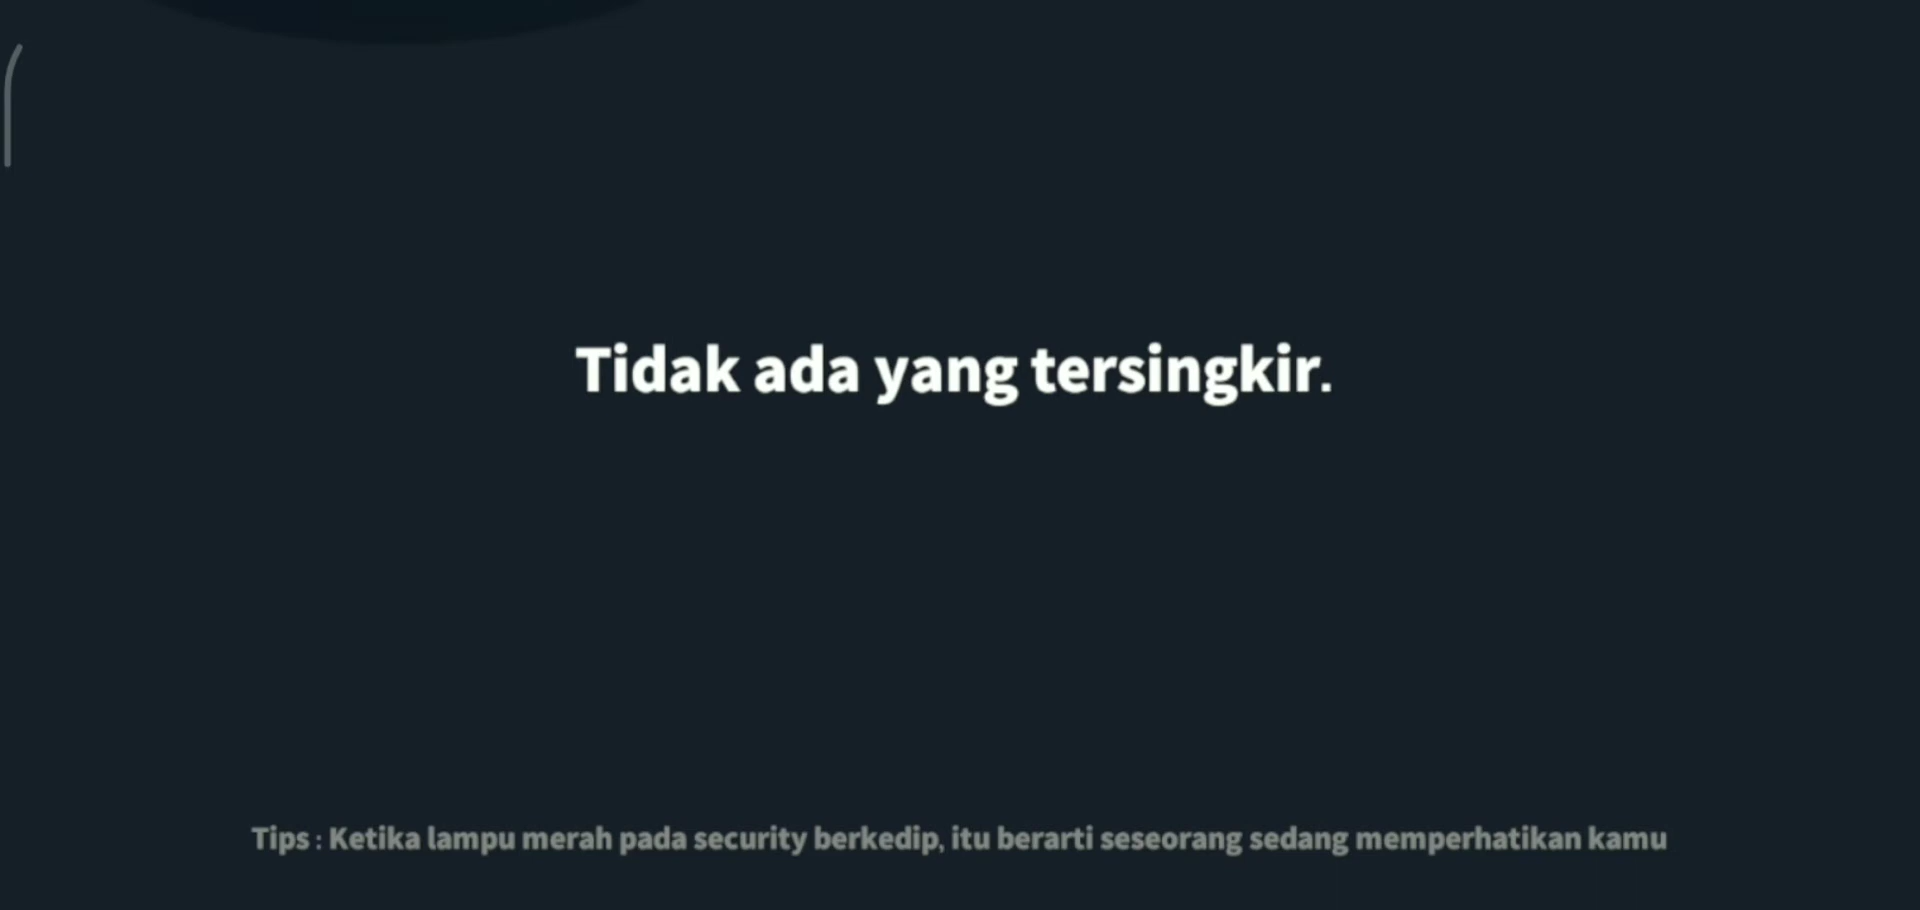 Tidak ada yang tersingkir.
Tips : Ketika lampu merah pada security berkedip, itu berarti seseorang sedang memperhatikan kamu